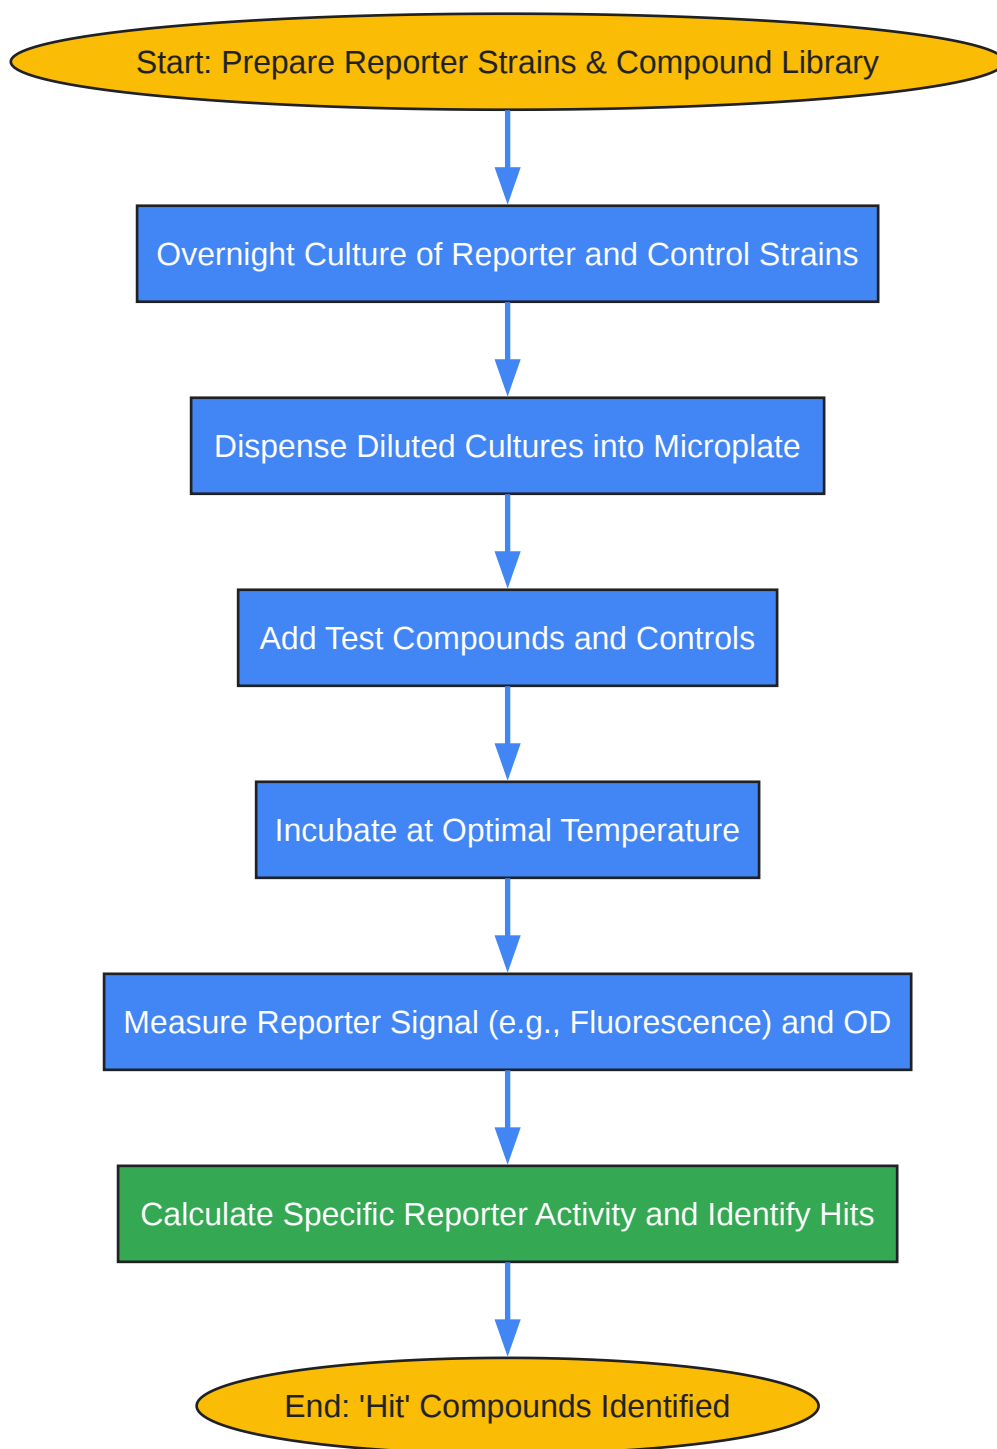 Start: Prepare Reporter Strains & Compound Library
Overnight Culture of Reporter and Control Strains
Dispense Diluted Cultures into Microplate
Add Test Compounds and Controls
Incubate at Optimal Temperature
Measure Reporter Signal (e.g., Fluorescence) and OD
Calculate Specific Reporter Activity and Identify Hits
End: 'Hit' Compounds Identified